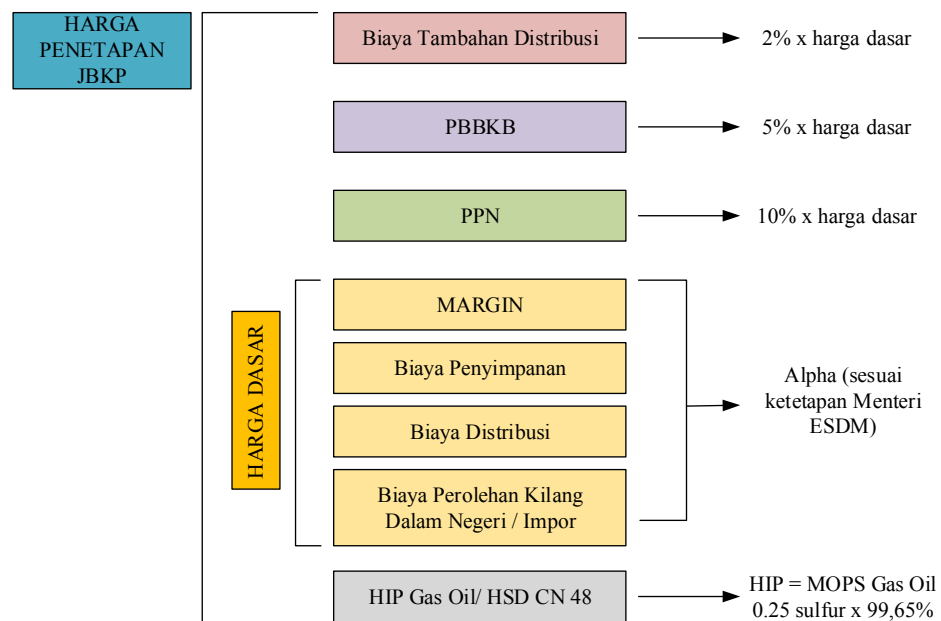 HARGA
PENETAPAN
JBKP
Biaya Tambahan Distribusi
2% x harga dasar
PBBKB
5% x harga dasar
PPN
10% x harga dasar
HARGA DASAR
MARGIN
Biaya Penyimpanan
Biaya Distribusi
Biaya Perolehan Kilang
Dalam Negeri / Impor
Alpha (sesuai
ketetapan Menteri
ESDM)
HIP Gas Oil/ HSD CN 48
HIP = MOPS Gas Oil
0.25 sulfur x 99,65%